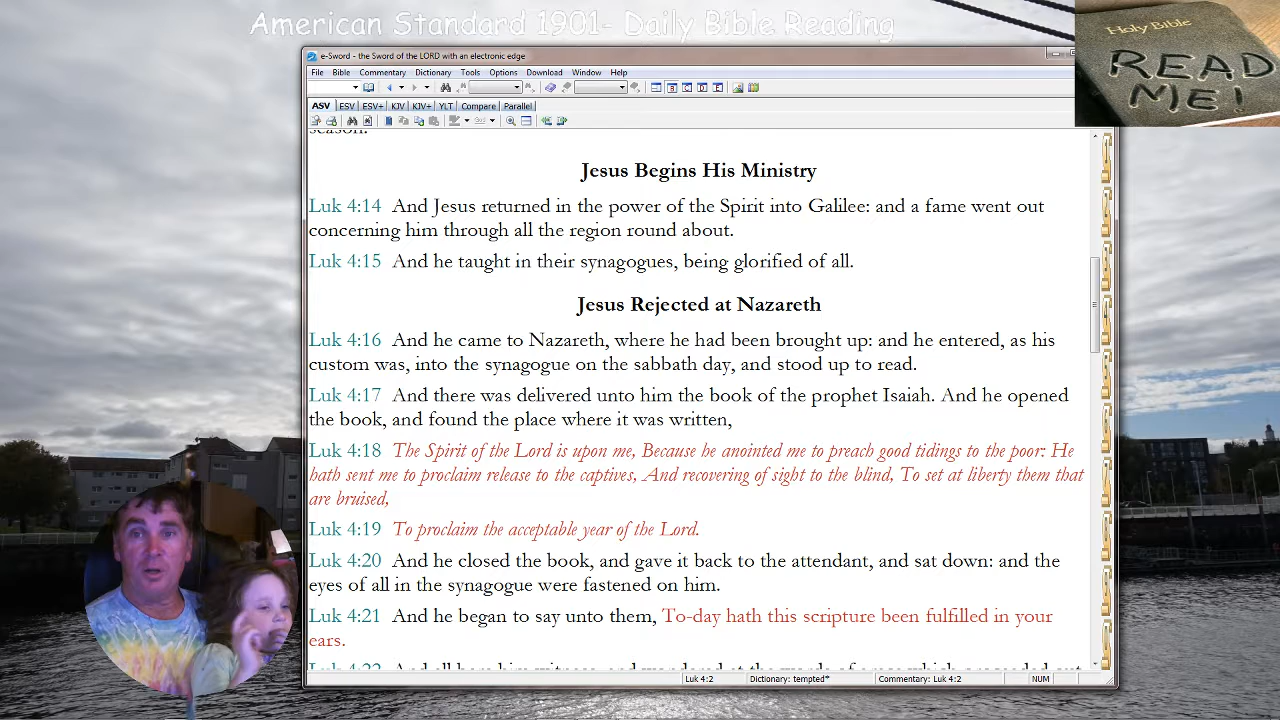 American Standard 1901- Daily Bible Reading
Holy Bible
READ
ME!
e-Sword - the Sword of the LORD with an electronic edge
File Bible Commentary Dictionary Tools Options Download Window Help
ASV ESV ESV+ KJV KJV+ YLT Compare Parallel
season.
Jesus Begins His Ministry
Luk 4:14 And Jesus returned in the power of the Spirit into Galilee: and a fame went out
concerning him through all the region round about.
Luk 4:15 And he taught in their synagogues, being glorified of all.
Jesus Rejected at Nazareth
Luk 4:16 And he came to Nazareth, where he had been brought up: and he entered, as his
custom was, into the synagogue on the sabbath day, and stood up to read.
Luk 4:17 And there was delivered unto him the book of the prophet Isaiah. And he opened
the book, and found the place where it was written,
Luk 4:18 The Spirit of the Lord is upon me, Because he anointed me to preach good tidings to the poor: He
hath sent me to proclaim release to the captives, And recovering of sight to the blind, To set at liberty them that
are bruised,
Luk 4:19 To proclaim the acceptable year of the Lord.
Luk 4:20 And he closed the book, and gave it back to the attendant, and sat down: and the
eyes of all in the synagogue were fastened on him.
Luk 4:21 And he began to say unto them, To-day hath this scripture been fulfilled in your
ears.
Luk 4:2 Dictionary: tempted* Commentary: Luk 4:2 NUM